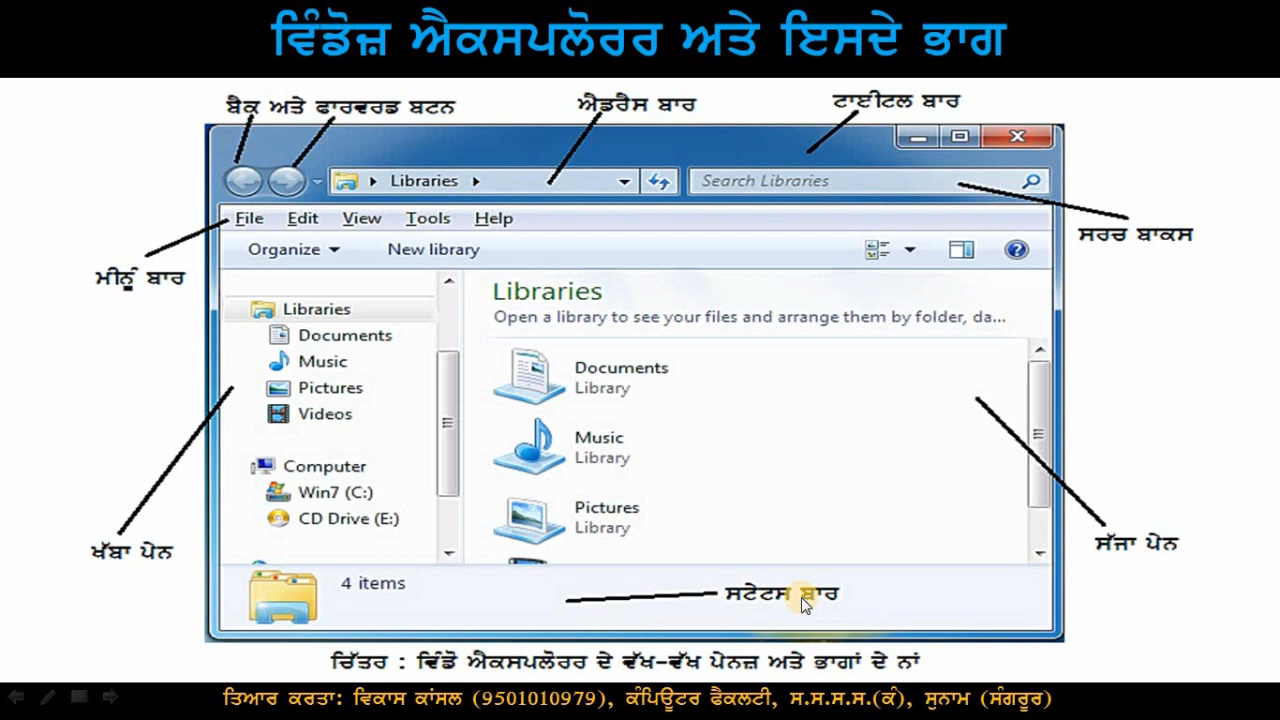 ਵਿੰਡੋਜ਼ ਐਕਸਪਲੋਰਰ ਅਤੇ ਇਸਦੇ ਭਾਗ
ਬੈਕ ਅਤੇ ਫਾਰਵਰਡ ਬਟਨ
ਐਡਰੈਸ ਬਾਰ
ਟਾਈਟਲ ਬਾਰ
Libraries
Search Libraries
File Edit View Tools Help
ਸਰਚ ਬਾਕਸ
ਮੀਨੂੰ ਬਾਰ
Organize New library
Libraries
Documents
Music
Pictures
Videos
Computer
Win7 (C:)
CD Drive (E:)
Libraries
Open a library to see your files and arrange them by folder, da...
Documents
Library
Music
Library
Pictures
Library
ਖੱਬਾ ਪੇਨ
ਸੱਜਾ ਪੇਨ
4 items
ਸਟੇਟਸ ਬਾਰ
ਚਿੱਤਰ : ਵਿੰਡੋ ਐਕਸਪਲੋਰਰ ਦੇ ਵੱਖ-ਵੱਖ ਪੇਨਜ਼ ਅਤੇ ਭਾਗਾਂ ਦੇ ਨਾਂ
ਤਿਆਰ ਕਰਤਾ: ਵਿਕਾਸ ਕਾਂਸਲ (9501010979), ਕੰਪਿਊਟਰ ਫੈਕਲਟੀ, ਸ.ਸ.ਸ.ਸ.(ਕੰ), ਸੁਨਾਮ (ਸੰਗਰੂਰ)